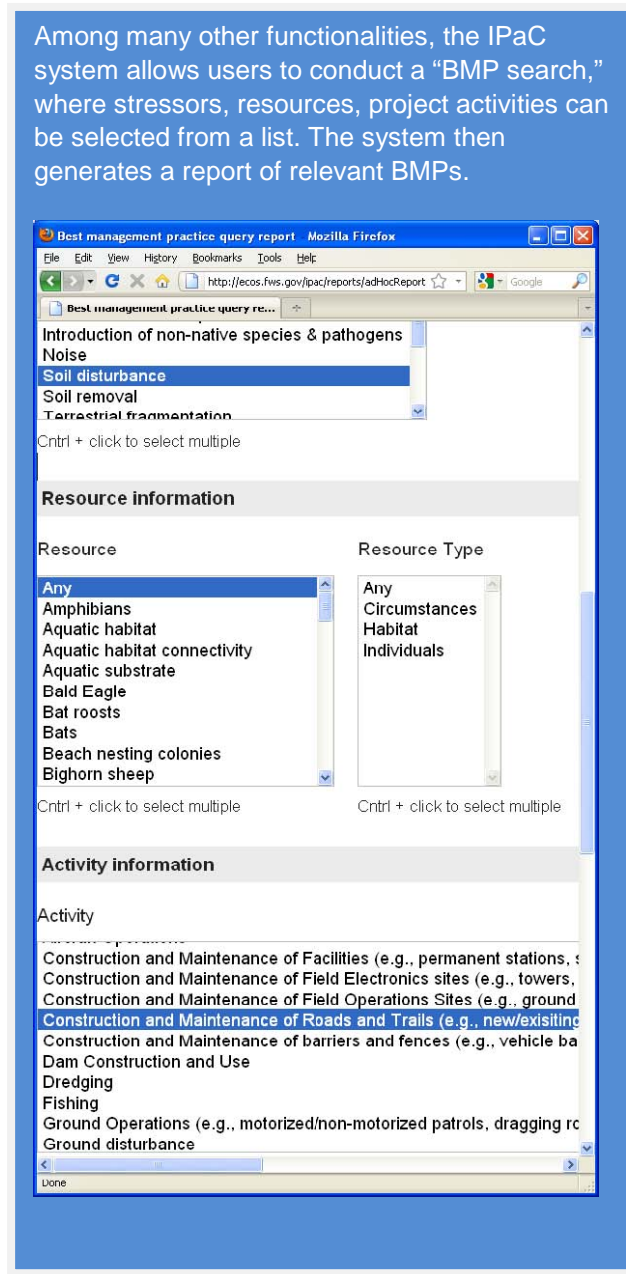 Among many other functionalities, the IPaC
system allows users to conduct a “BMP search,”
where stressors, resources, project activities can
be selected from a list. The system then
generates a report of relevant BMPs.
Best management practice query report - Mozilla Firefox
File Edit View History Bookmarks Tools Help
http://ecos.fws.gov/ipac/reports/adHocReport Google
Best management practice query re...
Introduction of non-native species & pathogens
Noise
Soil disturbance
Soil removal
Terrestrial fragmentation
Cntrl + click to select multiple
Resource information
Resource Resource Type
Any Any
Amphibians Circumstances
Aquatic habitat Habitat
Aquatic habitat connectivity Individuals
Aquatic substrate
Bald Eagle
Bat roosts
Bats
Beach nesting colonies
Bighorn sheep
Cntrl + click to select multiple Cntrl + click to select multiple
Activity information
Activity
Aircraft Operations
Construction and Maintenance of Facilities (e.g., permanent stations, s
Construction and Maintenance of Field Electronics sites (e.g., towers,
Construction and Maintenance of Field Operations Sites (e.g., ground
Construction and Maintenance of Roads and Trails (e.g., new/exisiting
Construction and Maintenance of barriers and fences (e.g., vehicle ba
Dam Construction and Use
Dredging
Fishing
Ground Operations (e.g., motorized/non-motorized patrols, dragging ro
Ground disturbance
Done